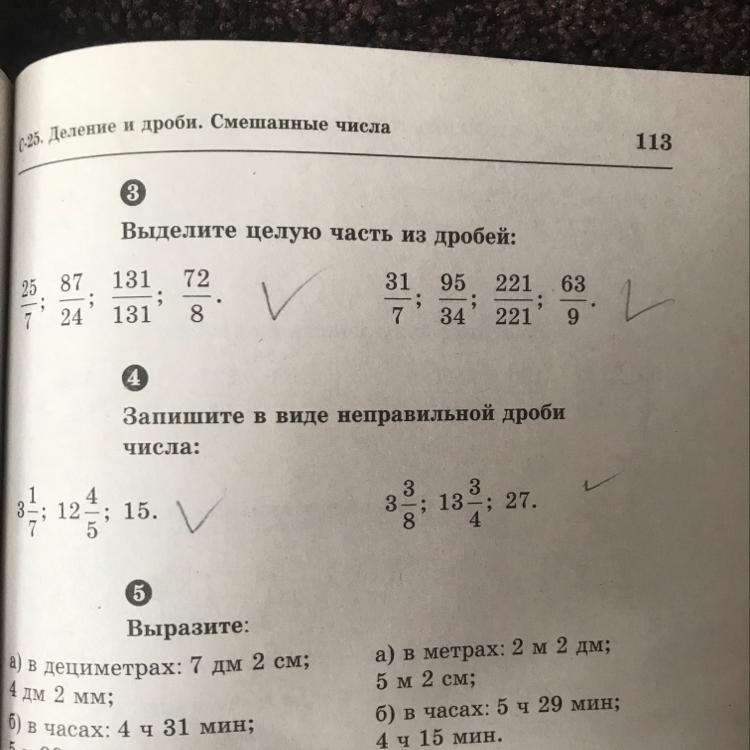 С-25. Деление и дроби. Смешанные числа 113
3
Выделите целую часть из дробей:
25/7; 87/24; 131/131; 72/8.
31/7; 95/34; 221/221; 63/9.
4
Запишите в виде неправильной дроби
числа:
3 1/7; 12 4/5; 15.
3 3/8; 13 3/4; 27.
5
Выразите:
а) в дециметрах: 7 дм 2 см;
4 дм 2 мм;
б) в часах: 4 ч 31 мин;
а) в метрах: 2 м 2 дм;
5 м 2 см;
б) в часах: 5 ч 29 мин;
4 ч 15 мин.